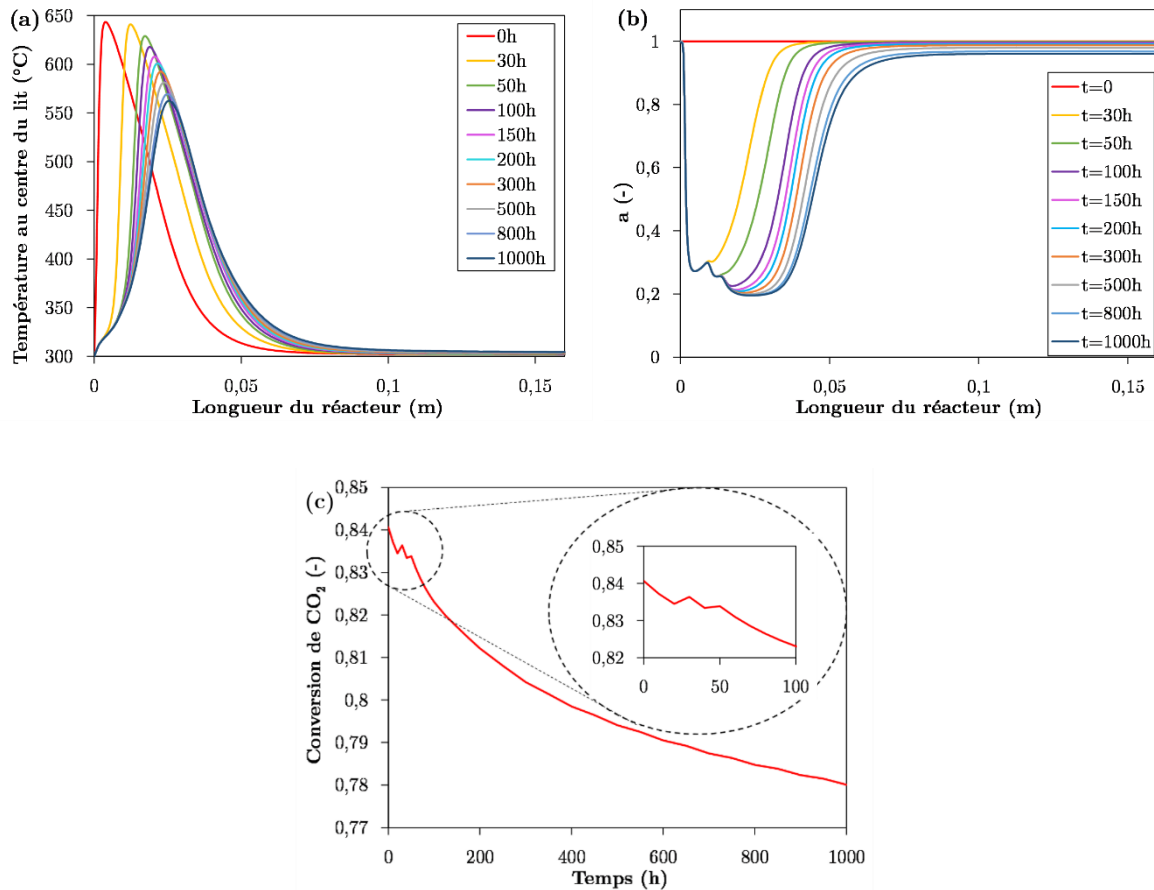 (a)
Température au centre du lit (°C)
650
600
550
500
450
400
350
300
0
0,05
0,1
0,15
Longueur du réacteur (m)
0h
30h
50h
100h
150h
200h
300h
500h
800h
1000h
(b)
a (-)
1
0,8
0,6
0,4
0,2
0
0
0,05
0,1
0,15
Longueur du réacteur (m)
t=0
t=30h
t=50h
t=100h
t=150h
t=200h
t=300h
t=500h
t=800h
t=1000h
(c)
Conversion de CO₂ (-)
0,85
0,84
0,83
0,82
0,81
0,8
0,79
0,78
0,77
0
200
400
600
800
1000
Temps (h)
0,85
0,84
0,83
0,82
0
50
100